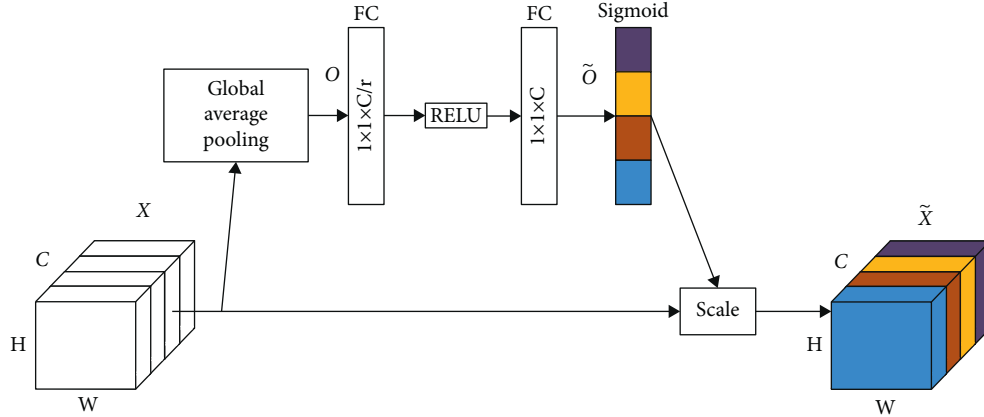 FC
FC
Sigmoid
O
Õ
Global
average
pooling
1×1×C/r
RELU
1×1×C
X
X̃
C
C
Scale
H
H
W
W